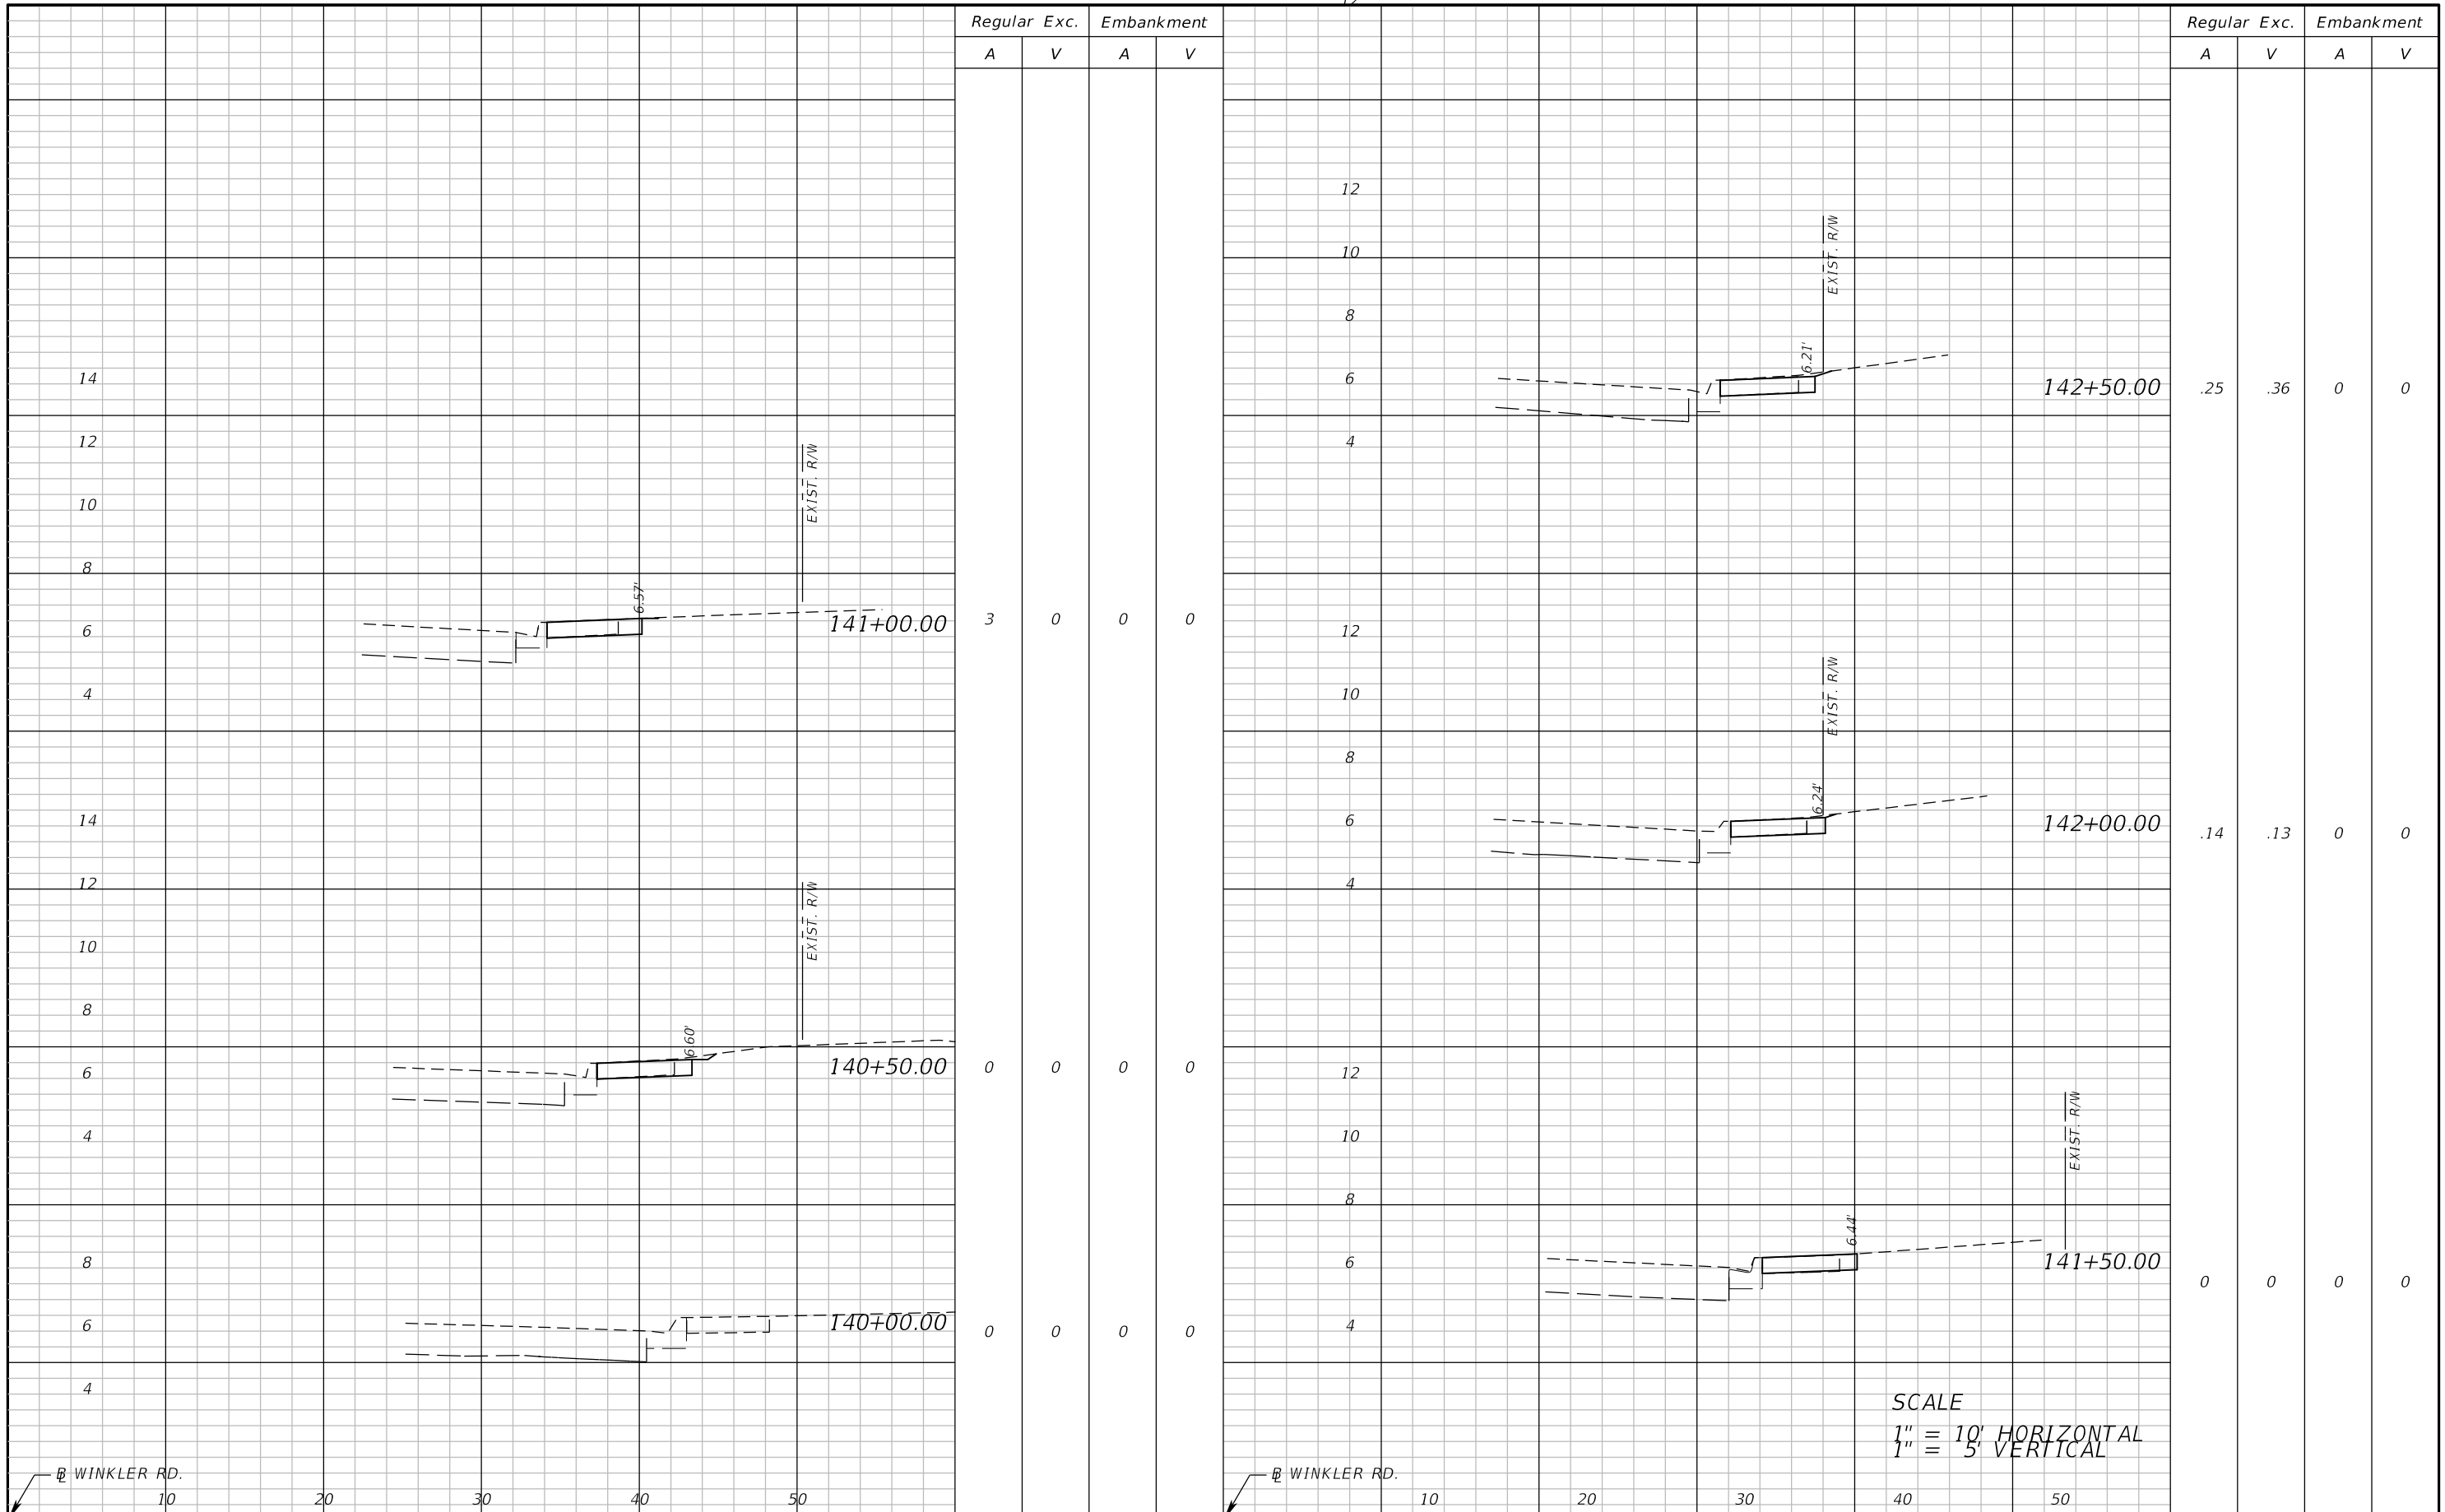 Regular Exc. Embankment
A V A V
14
12
10
8
6
4
EXIST. R/W
6.57'
141+00.00 3 0 0 0
14
12
10
8
6
4
EXIST. R/W
6.60'
140+50.00 0 0 0 0
8
6
4
140+00.00 0 0 0 0
BL WINKLER RD.
10 20 30 40 50
Regular Exc. Embankment
A V A V
12
10
8
6
4
EXIST. R/W
6.21'
142+50.00 .25 .36 0 0
12
10
8
6
4
EXIST. R/W
6.24'
142+00.00 .14 .13 0 0
12
10
8
6
4
EXIST. R/W
6.44'
141+50.00 0 0 0 0
SCALE
1" = 10' HORIZONTAL
1" = 5' VERTICAL
BL WINKLER RD.
10 20 30 40 50